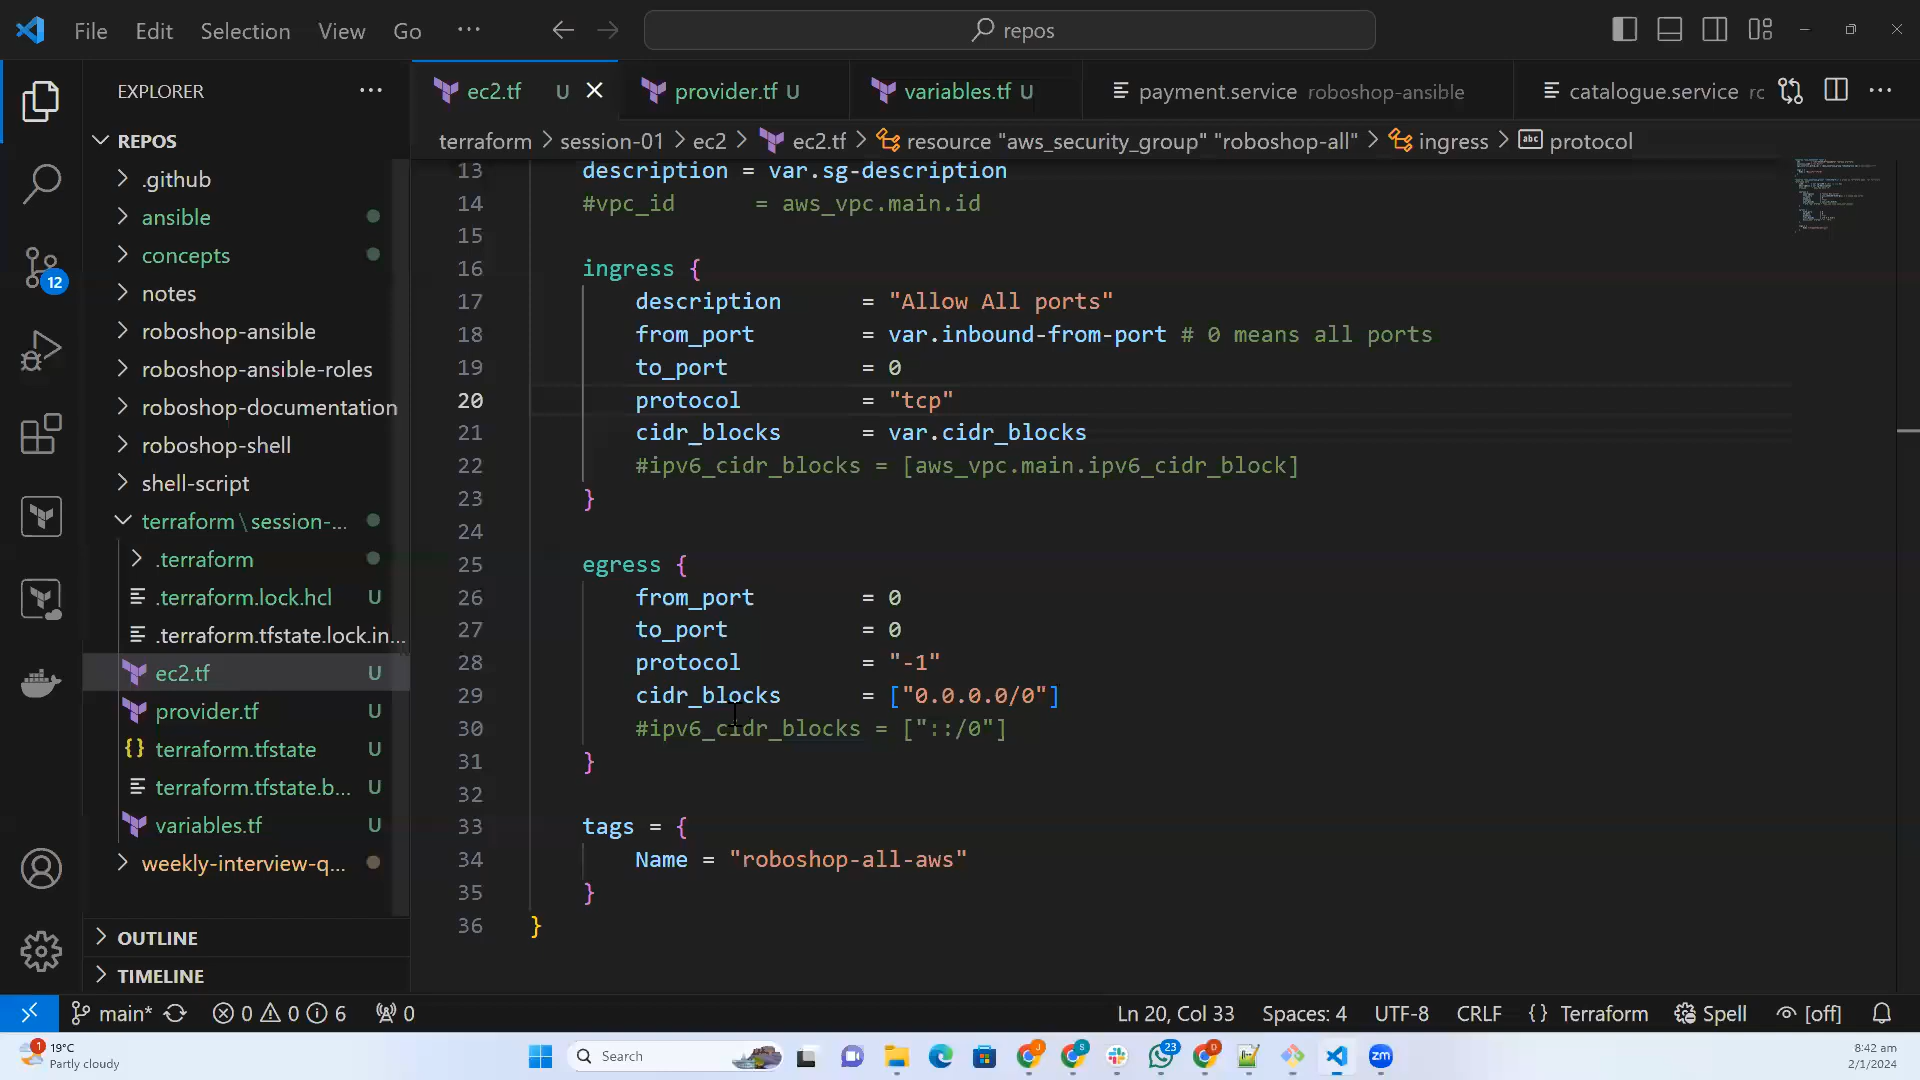 File Edit Selection View Go ···
repos
EXPLORER ···
ec2.tf U
provider.tf U
variables.tf U
payment.service roboshop-ansible
catalogue.service ro
REPOS
terraform > session-01 > ec2 > ec2.tf > resource "aws_security_group" "roboshop-all" > ingress > protocol
.github
ansible
concepts
notes
roboshop-ansible
roboshop-ansible-roles
roboshop-documentation
roboshop-shell
shell-script
terraform\session-...
.terraform
.terraform.lock.hcl U
.terraform.tfstate.lock.in...
ec2.tf U
provider.tf U
terraform.tfstate U
terraform.tfstate.b... U
variables.tf U
weekly-interview-q...
OUTLINE
TIMELINE
12
13 description = var.sg-description
14 #vpc_id      = aws_vpc.main.id
15
16 ingress {
17 description      = "Allow All ports"
18 from_port        = var.inbound-from-port # 0 means all ports
19 to_port          = 0
20 protocol         = "tcp"
21 cidr_blocks      = var.cidr_blocks
22 #ipv6_cidr_blocks = [aws_vpc.main.ipv6_cidr_block]
23 }
24
25 egress {
26 from_port        = 0
27 to_port          = 0
28 protocol         = "-1"
29 cidr_blocks      = ["0.0.0.0/0"]
30 #ipv6_cidr_blocks = ["::/0"]
31 }
32
33 tags = {
34 Name = "roboshop-all-aws"
35 }
36 }
main* 0 0 6 0 Ln 20, Col 33 Spaces: 4 UTF-8 CRLF {} Terraform Spell [off]
1
19°C
Partly cloudy
Search
23
zm
8:42 am
2/1/2024